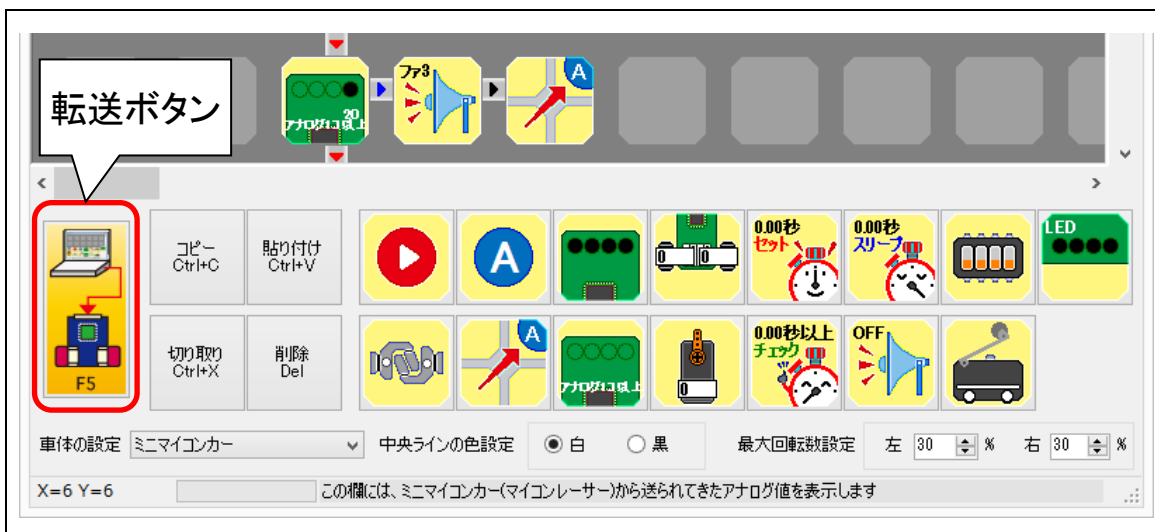 ファ3
A
20
アナログ1コ以上
転送ボタン
コピー
Ctrl+C
貼り付け
Ctrl+V
A
0
0
0.00秒
セット
0.00秒
スリープ
LED
F5
切り取り
Ctrl+X
削除
Del
A
アナログ1コ以上
0
0.00秒以上
チェック
OFF
車体の設定 ミニマイコンカー 中央ラインの色設定 白 黒 最大回転数設定 左 30 % 右 30 %
X=6 Y=6 この欄には、ミニマイコンカー(マイコンレーサー)から送られてきたアナログ値を表示します